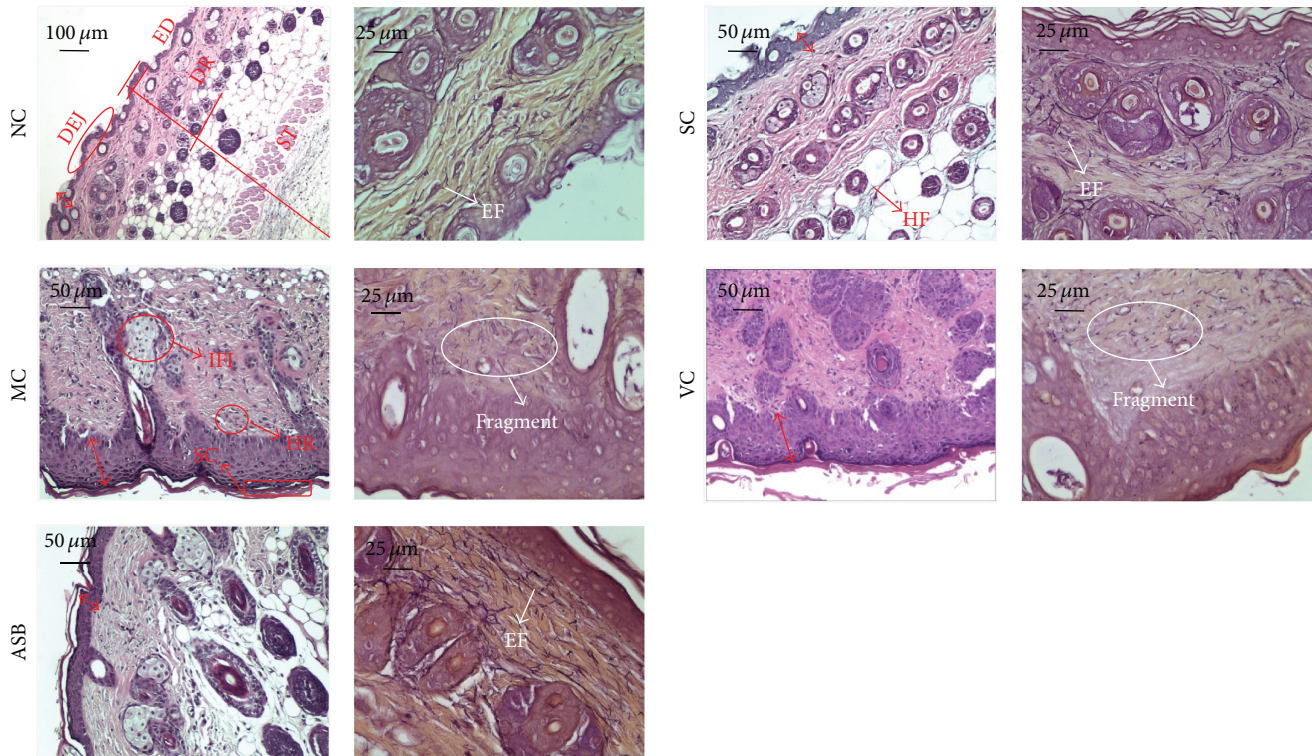 NC
100 μm
ED
DR
DEJ
ST
25 μm
EF
SC
50 μm
HF
25 μm
EF
MC
50 μm
IFI
HR
SC
25 μm
Fragment
VC
50 μm
25 μm
Fragment
ASB
50 μm
25 μm
EF